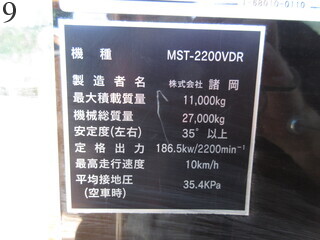 9
1-68010-0110
機種 MST-2200VDR
製造者名 株式会社 諸岡
最大積載質量 11,000kg
機械総質量 27,000kg
安定度(左右) 35° 以上
定格出力 186.5kw/2200min⁻¹
最高走行速度 10km/h
平均接地圧 35.4KPa
(空車時)